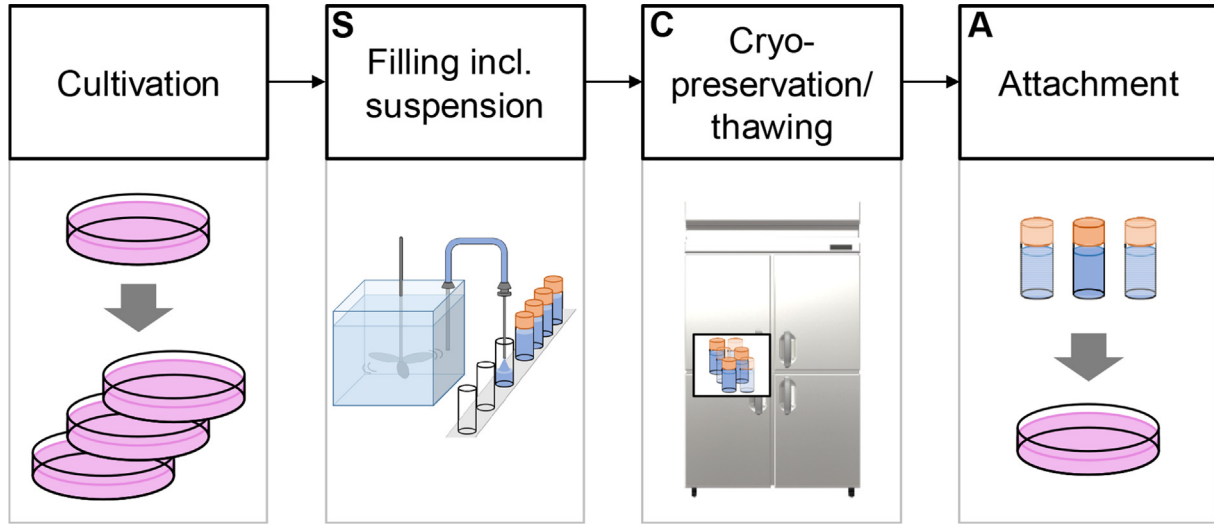 Cultivation
S
Filling incl.
suspension
C
Cryo-
preservation/
thawing
A
Attachment